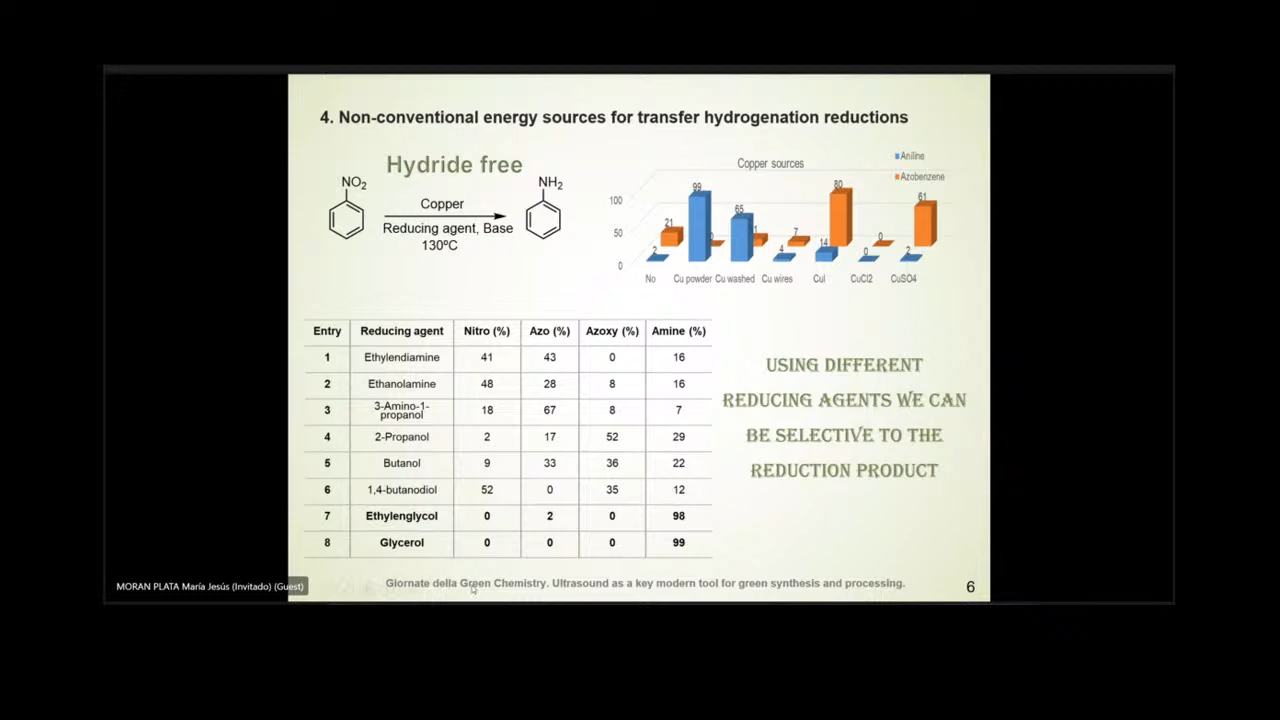 4. Non-conventional energy sources for transfer hydrogenation reductions
Hydride free
NO2
NH2
Copper
Reducing agent, Base
130ºC
Copper sources
Aniline
Azobenzene
100
50
0
2 21 99 0 65 1 4 7 14 80 0 0 2 61
No Cu powder Cu washed Cu wires CuI CuCl2 CuSO4
Entry Reducing agent Nitro (%) Azo (%) Azoxy (%) Amine (%)
1 Ethylendiamine 41 43 0 16
2 Ethanolamine 48 28 8 16
3 3-Amino-1-
propanol 18 67 8 7
4 2-Propanol 2 17 52 29
5 Butanol 9 33 36 22
6 1,4-butanodiol 52 0 35 12
7 Ethylenglycol 0 2 0 98
8 Glycerol 0 0 0 99
USING DIFFERENT
REDUCING AGENTS WE CAN
BE SELECTIVE TO THE
REDUCTION PRODUCT
Giornate della Green Chemistry. Ultrasound as a key modern tool for green synthesis and processing.
6
MORAN PLATA María Jesús (Invitado) (Guest)